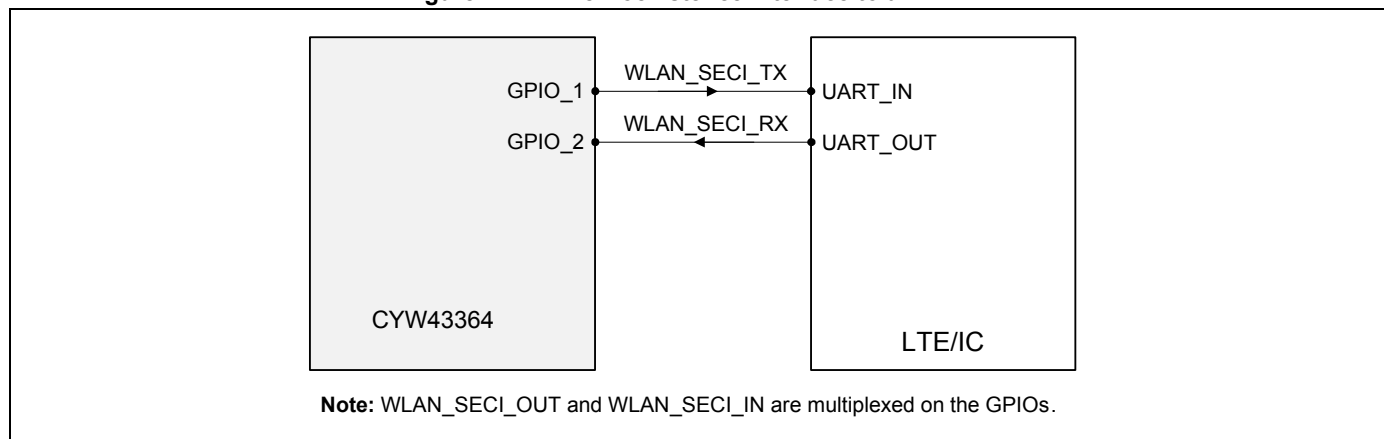 GPIO_1
WLAN_SECI_TX
UART_IN
GPIO_2
WLAN_SECI_RX
UART_OUT
CYW43364
LTE/IC
Note: WLAN_SECI_OUT and WLAN_SECI_IN are multiplexed on the GPIOs.